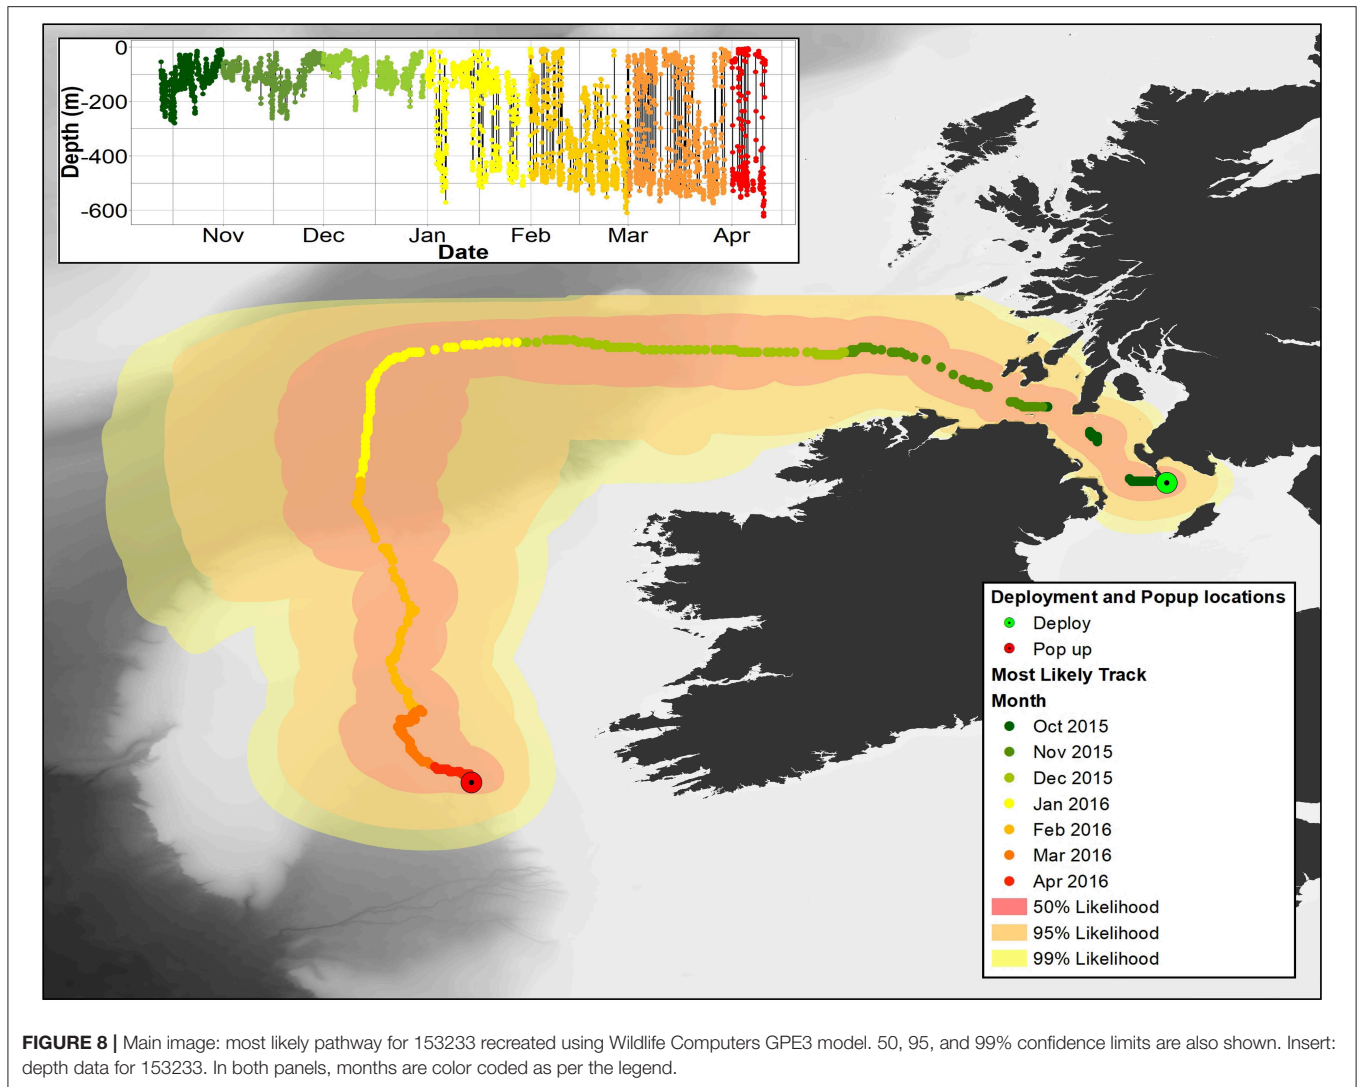 0
-200
-400
-600
Depth (m)
Nov Dec Jan Feb Mar Apr
Date
Deployment and Popup locations
Deploy
Pop up
Most Likely Track
Month
Oct 2015
Nov 2015
Dec 2015
Jan 2016
Feb 2016
Mar 2016
Apr 2016
50% Likelihood
95% Likelihood
99% Likelihood
FIGURE 8 | Main image: most likely pathway for 153233 recreated using Wildlife Computers GPE3 model. 50, 95, and 99% confidence limits are also shown. Insert:
depth data for 153233. In both panels, months are color coded as per the legend.